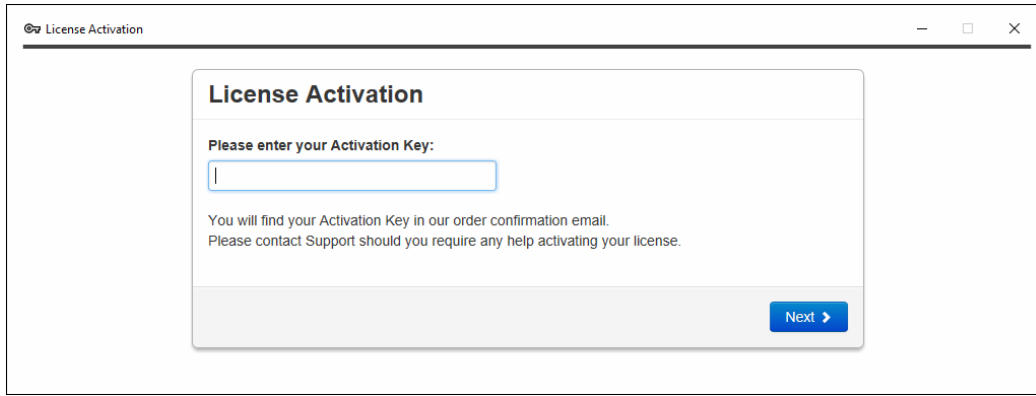 License Activation
License Activation
Please enter your Activation Key:
You will find your Activation Key in our order confirmation email.
Please contact Support should you require any help activating your license.
Next